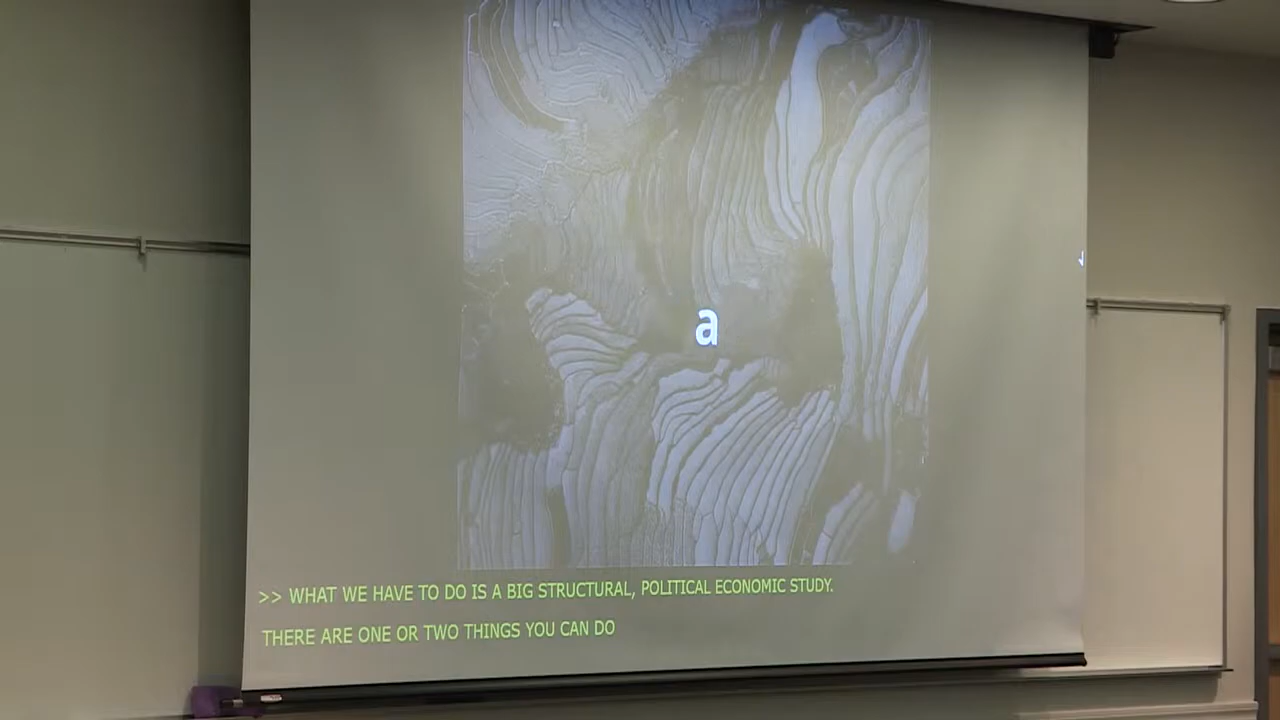 a
>> WHAT WE HAVE TO DO IS A BIG STRUCTURAL, POLITICAL ECONOMIC STUDY.
THERE ARE ONE OR TWO THINGS YOU CAN DO